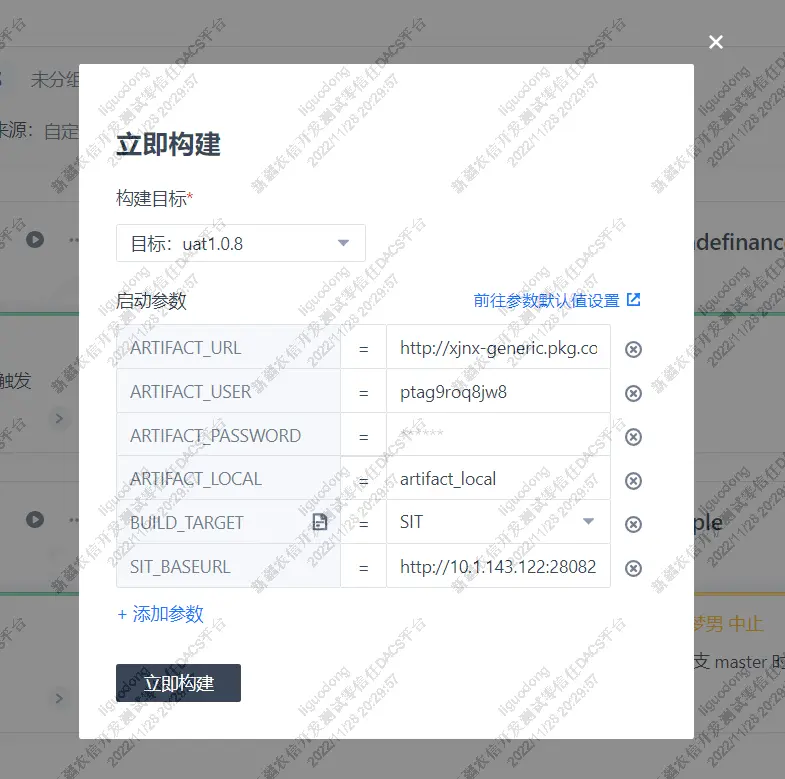 未分组
来源：自定
立即构建
构建目标*
目标：uat1.0.8
adefinanc
启动参数
前往参数默认值设置
ARTIFACT_URL = http://xjnx-generic.pkg.co
触发
ARTIFACT_USER = ptag9roq8jw8
ARTIFACT_PASSWORD = ******
ARTIFACT_LOCAL = artifact_local
BUILD_TARGET = SIT
ple
SIT_BASEURL = http://10.1.143.122:28082
+ 添加参数
梦男 中止
支 master 时
立即构建
liguodong
新疆农信开发测试零信任DACS平台
2022/11/28 20:29:57